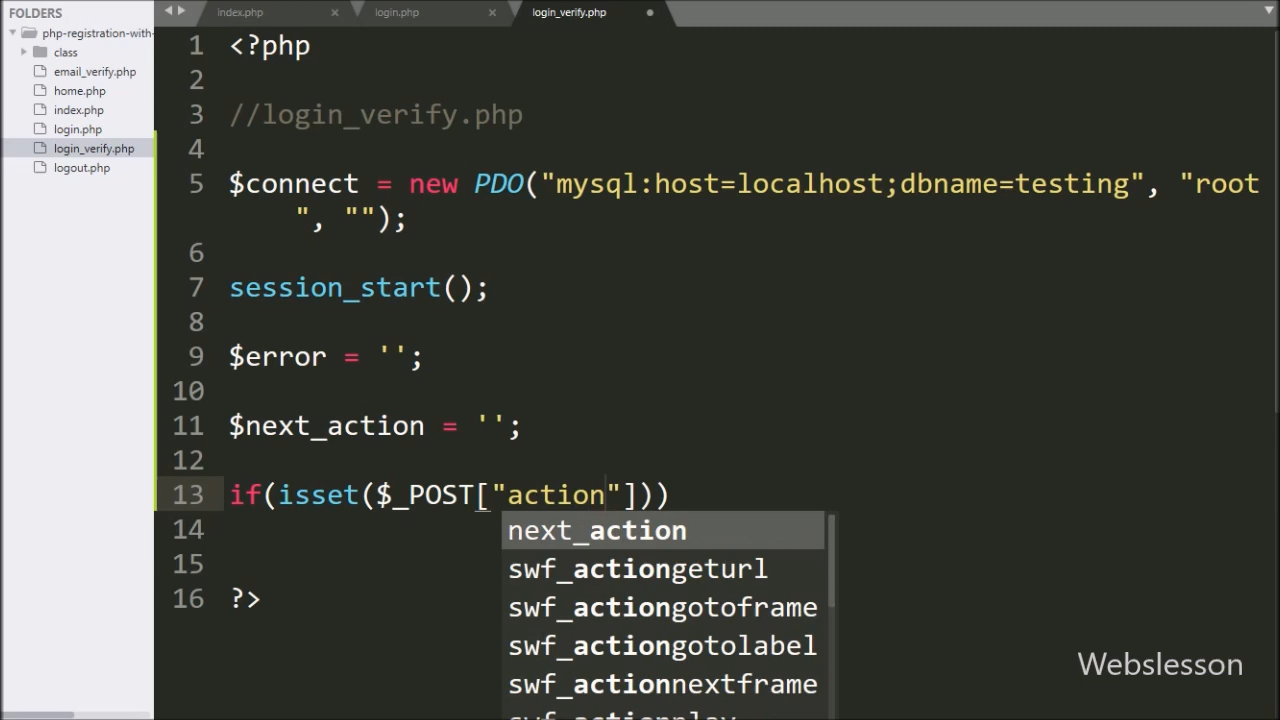 FOLDERS
php-registration-with-
class
email_verify.php
home.php
index.php
login.php
login_verify.php
logout.php
index.php
login.php
login_verify.php
1 <?php
2
3 //login_verify.php
4
5 $connect = new PDO("mysql:host=localhost;dbname=testing", "root
", "");
6
7 session_start();
8
9 $error = '';
10
11 $next_action = '';
12
13 if(isset($_POST["action"]))
14
15
16 ?>
next_action
swf_actiongeturl
swf_actiongotoframe
swf_actiongotolabel
swf_actionnextframe
swf_actionplay
Webslesson